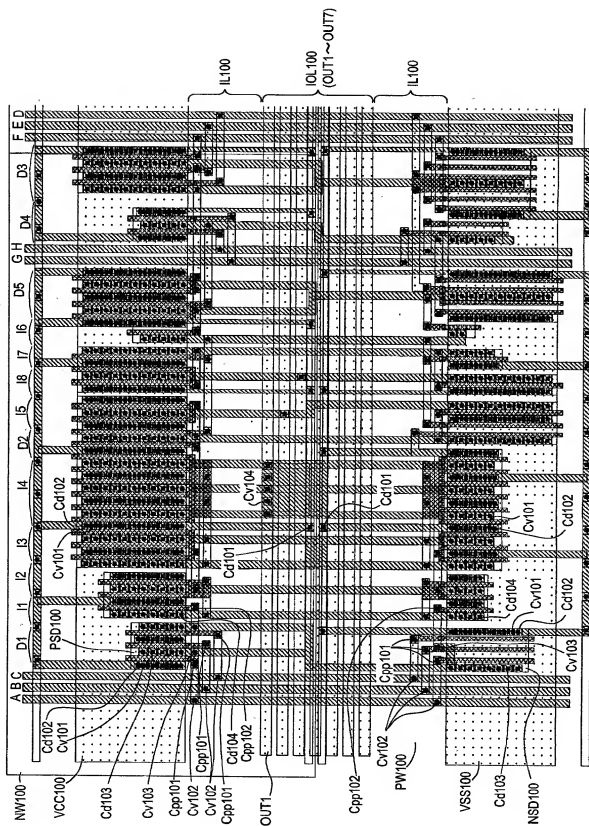 IL100
IOL100
(OUT1~OUT7)
IL100
F E D
D3
D4
G H
D5
I6
I7
I8
I5
D2
I4
I3
I2
I1
D1
A B C
Cd102
Cv101
PSD100
Cv104
Cd101
Cd101
Cv101
Cd102
Cd104
Cv101
Cd102
Cpp101
Cv103
NW100
VCC100
Cd102
Cv101
Cd103
Cv103
Cpp101
Cv102
Cpp101
Cv102
Cpp101
Cd104
Cpp102
OUT1
Cpp102
PW100
Cv102
VSS100
Cd103
NSD100